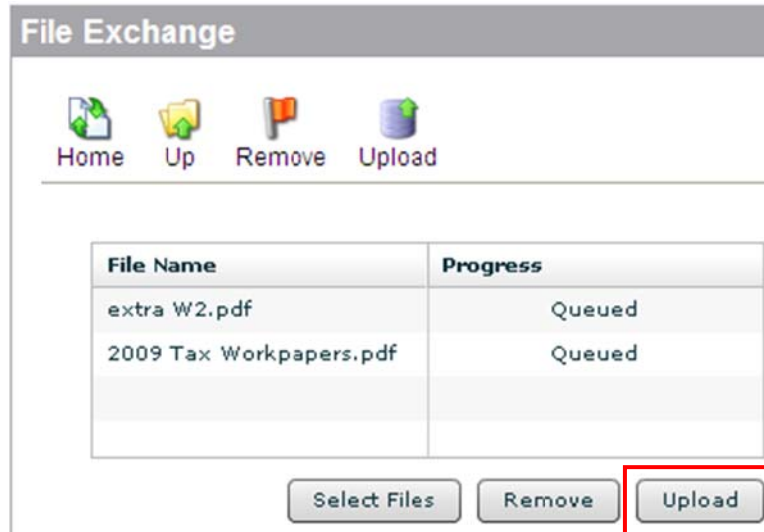 File Exchange
Home Up Remove Upload
File Name Progress
extra W2.pdf Queued
2009 Tax Workpapers.pdf Queued
Select Files Remove Upload